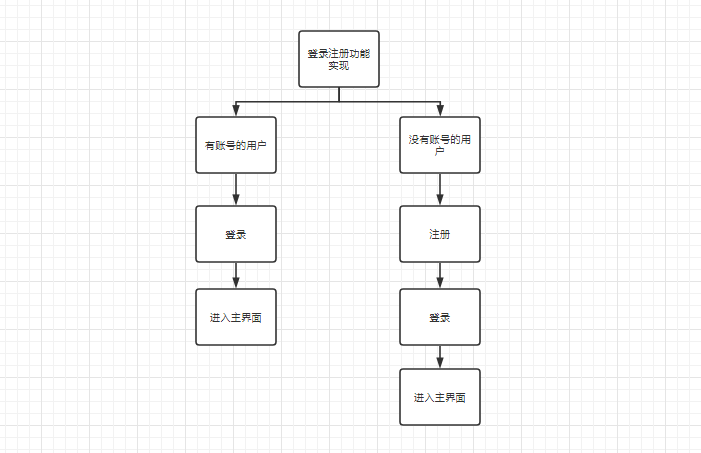 登录注册功能
实现
有账号的用户
没有账号的用
户
登录
注册
进入主界面
登录
进入主界面